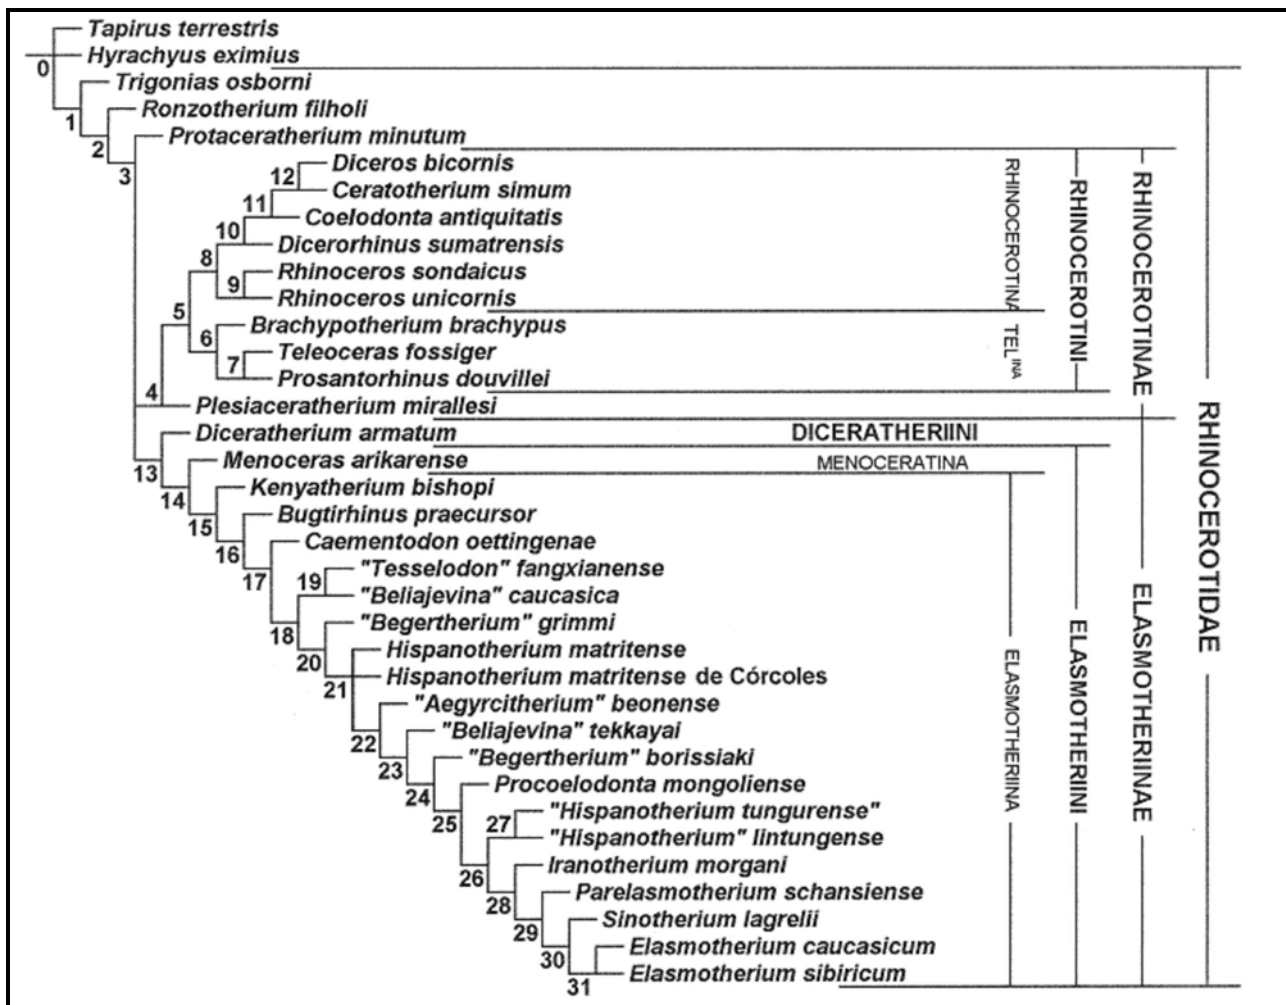 Tapirus terrestris
Hyrachyus eximius
0
Trigonias osborni
1
Ronzotherium filholi
2
Protaceratherium minutum
3
Diceros bicornis
12
Ceratotherium simum
11
Coelodonta antiquitatis
10
Dicerorhinus sumatrensis
8
Rhinoceros sondaicus
9
Rhinoceros unicornis
5
Brachypotherium brachypus
6
Teleoceras fossiger
7
Prosantorhinus douvillei
4
Plesiaceratherium mirallesi
Diceratherium armatum
DICERATHERIINI
13
Menoceras arikarense
MENOCERATINA
14
Kenyatherium bishopi
15
Bugtirhinus praecursor
16
Caementodon oettingenae
17
"Tesselodon" fangxianense
19
"Beliajevina" caucasica
18
"Begertherium" grimmi
20
Hispanotherium matritense
21
Hispanotherium matritense de Córcoles
"Aegyrcitherium" beonense
22
"Beliajevina" tekkayai
23
"Begertherium" borissiaki
24
Procoelodonta mongoliense
25
"Hispanotherium tungurense"
27
"Hispanotherium" lintungense
26
Iranotherium morgani
28
Parelasmotherium schansiense
29
Sinotherium lagrelii
30
Elasmotherium caucasicum
Elasmotherium sibiricum
31
RHINOCEROTINA
TELINA
RHINOCEROTINI
RHINOCEROTINAE
RHINOCEROTIDAE
ELASMOTHERIINA
ELASMOTHERIINI
ELASMOTHERIINAE